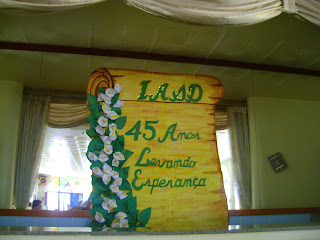 IASD
45 Anos
Levando
Esperança